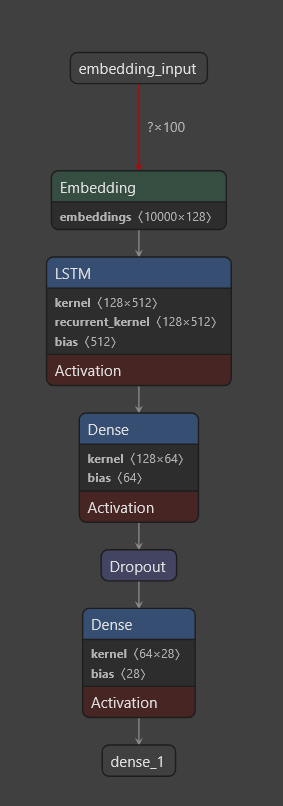 embedding_input
?×100
Embedding
embeddings ⟨10000×128⟩
LSTM
kernel ⟨128×512⟩
recurrent_kernel ⟨128×512⟩
bias ⟨512⟩
Activation
Dense
kernel ⟨128×64⟩
bias ⟨64⟩
Activation
Dropout
Dense
kernel ⟨64×28⟩
bias ⟨28⟩
Activation
dense_1